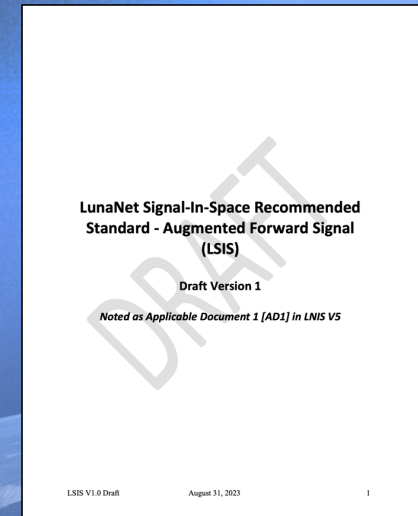 DRAFT
LunaNet Signal-In-Space Recommended
Standard - Augmented Forward Signal
(LSIS)
Draft Version 1
Noted as Applicable Document 1 [AD1] in LNIS V5
LSIS V1.0 Draft August 31, 2023 1